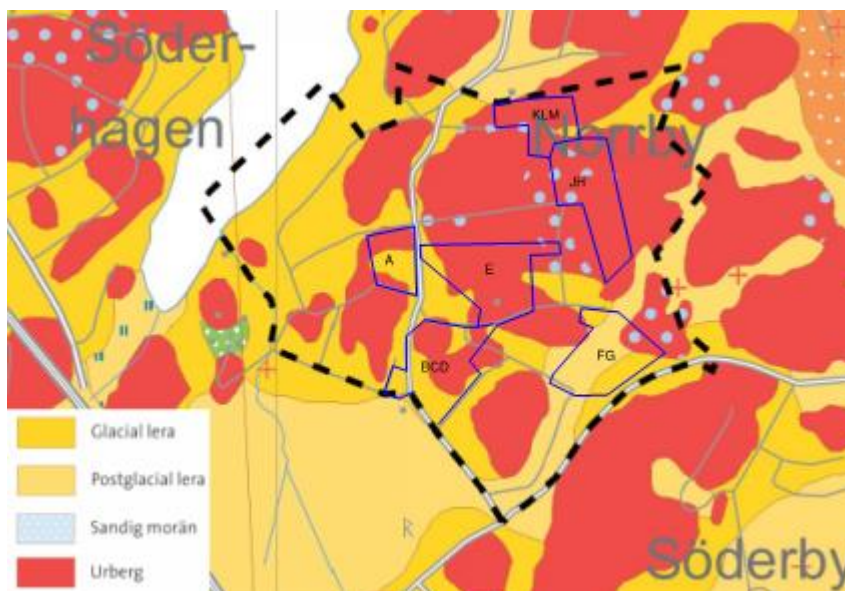 Söder-
hagen
KLM
Norrby
JH
A
E
BCD
FG
Glacial lera
Postglacial lera
Sandig morän
Urberg
Söderby